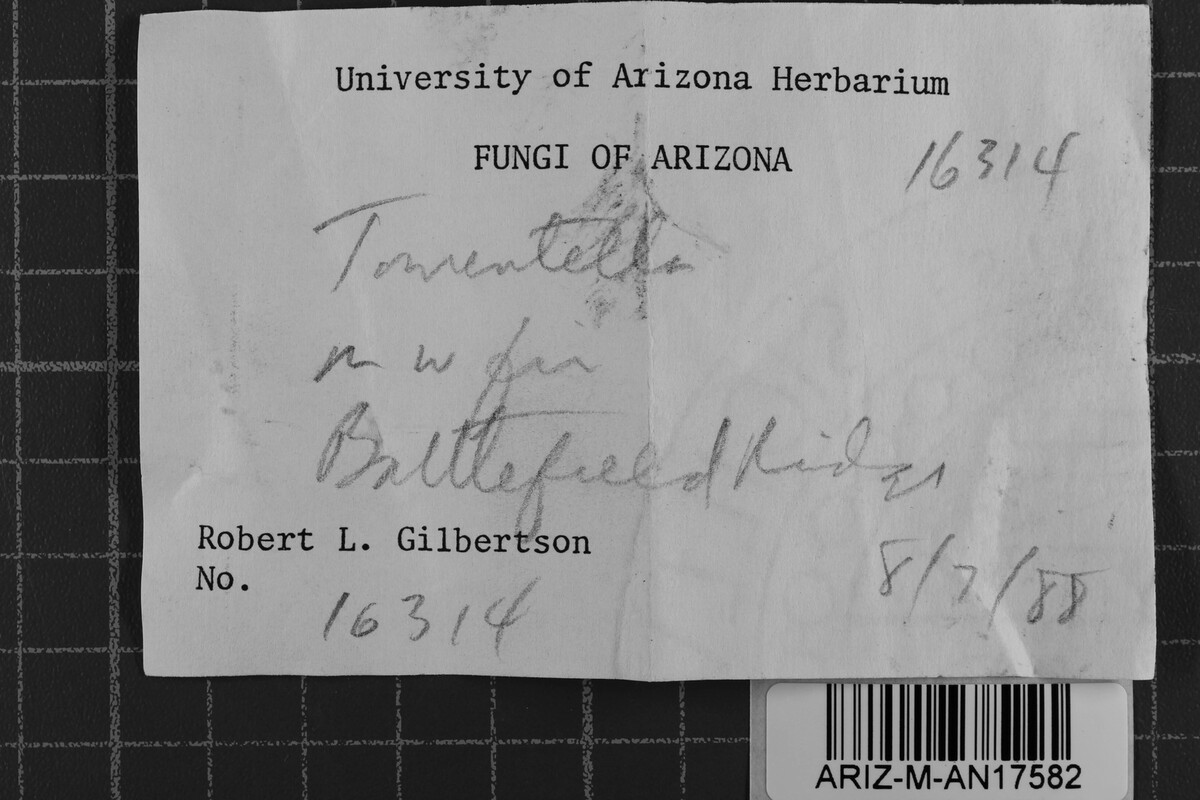 University of Arizona Herbarium
FUNGI OF ARIZONA
16314
Tomentella
on w fir
Battlefield Ridge
Robert L. Gilbertson
No.
16314
8/7/88
ARIZ-M-AN17582